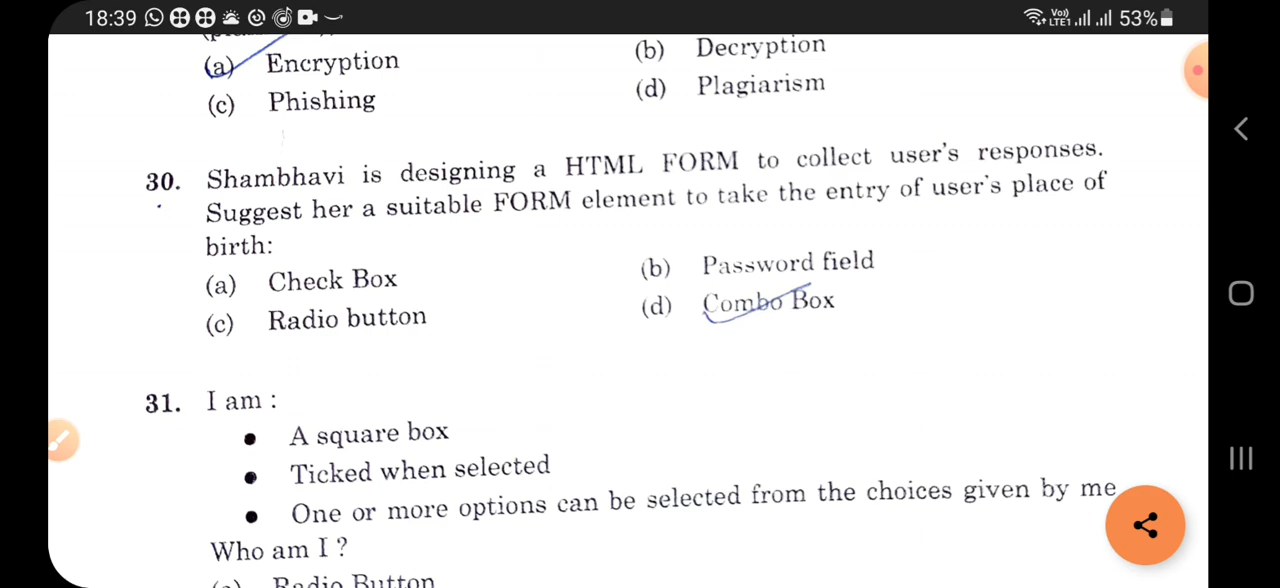 18:39
Vo)) LTE1 53%
(a) Encryption
(b) Decryption
(c) Phishing
(d) Plagiarism
30. Shambhavi is designing a HTML FORM to collect user's responses.
Suggest her a suitable FORM element to take the entry of user's place of
birth:
(a) Check Box
(b) Password field
(c) Radio button
(d) Combo Box
31. I am :
• A square box
• Ticked when selected
• One or more options can be selected from the choices given by me
Who am I ?
(a) Radio Button